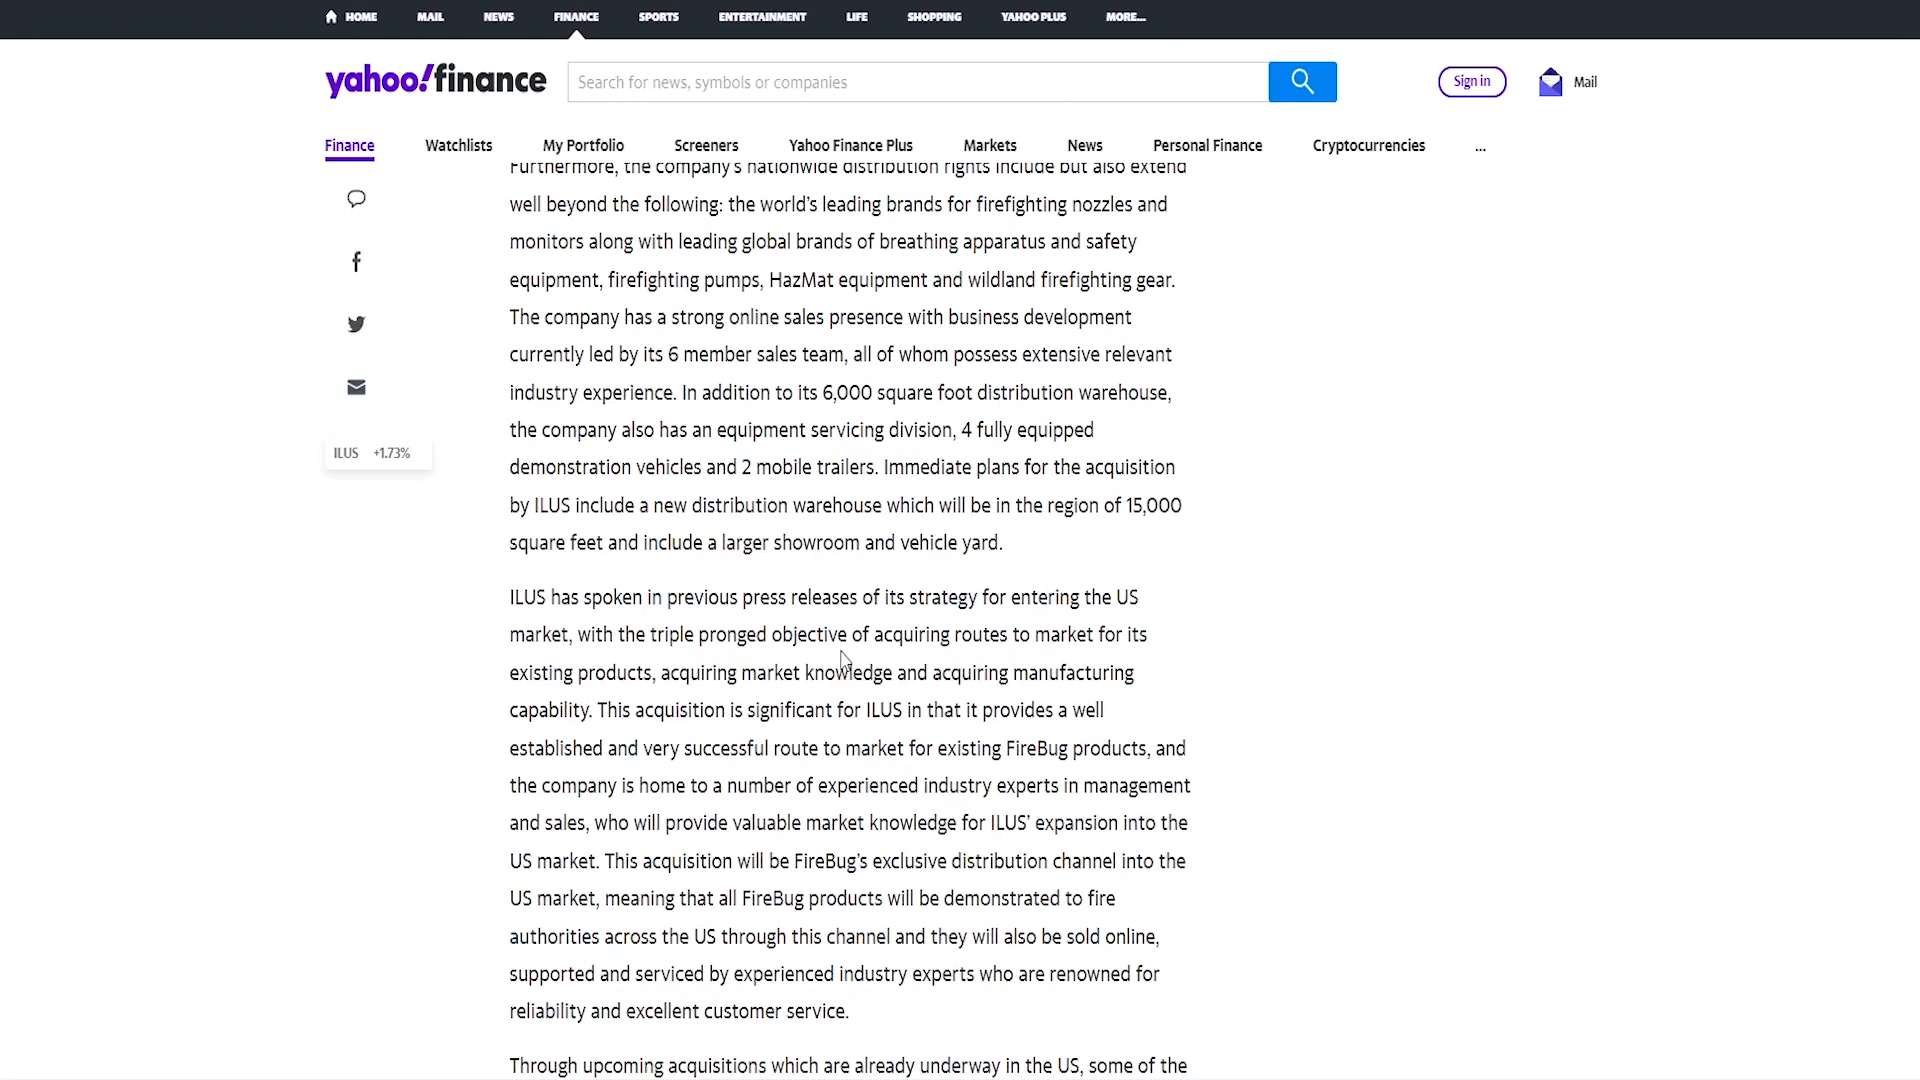 HOME MAIL NEWS FINANCE SPORTS ENTERTAINMENT LIFE SHOPPING YAHOO PLUS MORE...
yahoo!finance Search for news, symbols or companies Sign in Mail
Finance Watchlists My Portfolio Screeners Yahoo Finance Plus Markets News Personal Finance Cryptocurrencies ...
Furthermore, the company's nationwide distribution rights include but also extend
well beyond the following: the world’s leading brands for firefighting nozzles and
monitors along with leading global brands of breathing apparatus and safety
equipment, firefighting pumps, HazMat equipment and wildland firefighting gear.
The company has a strong online sales presence with business development
currently led by its 6 member sales team, all of whom possess extensive relevant
industry experience. In addition to its 6,000 square foot distribution warehouse,
the company also has an equipment servicing division, 4 fully equipped
ILUS +1.73%
demonstration vehicles and 2 mobile trailers. Immediate plans for the acquisition
by ILUS include a new distribution warehouse which will be in the region of 15,000
square feet and include a larger showroom and vehicle yard.
ILUS has spoken in previous press releases of its strategy for entering the US
market, with the triple pronged objective of acquiring routes to market for its
existing products, acquiring market knowledge and acquiring manufacturing
capability. This acquisition is significant for ILUS in that it provides a well
established and very successful route to market for existing FireBug products, and
the company is home to a number of experienced industry experts in management
and sales, who will provide valuable market knowledge for ILUS’ expansion into the
US market. This acquisition will be FireBug’s exclusive distribution channel into the
US market, meaning that all FireBug products will be demonstrated to fire
authorities across the US through this channel and they will also be sold online,
supported and serviced by experienced industry experts who are renowned for
reliability and excellent customer service.
Through upcoming acquisitions which are already underway in the US, some of the